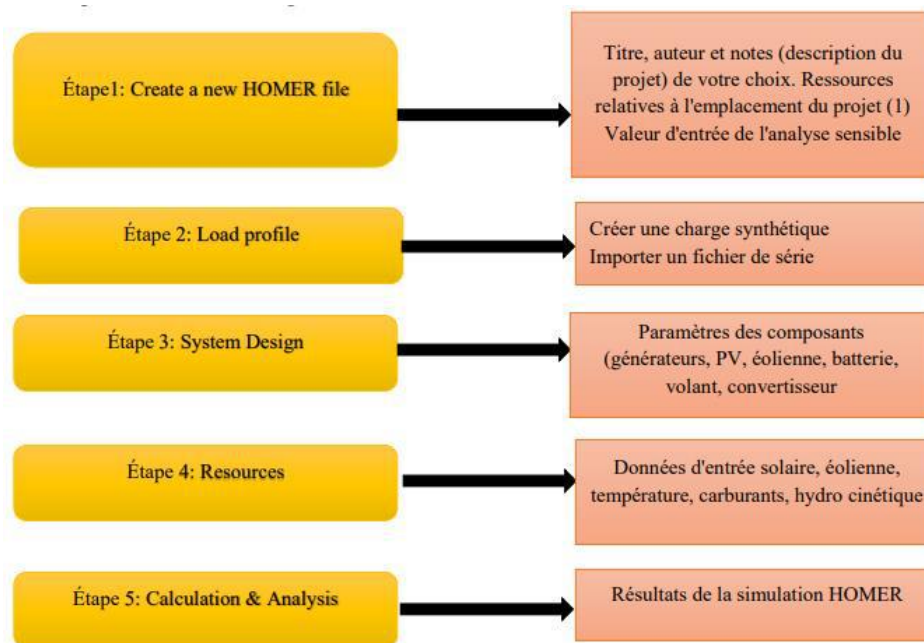 Étape1: Create a new HOMER file
Titre, auteur et notes (description du
projet) de votre choix. Ressources
relatives à l'emplacement du projet (1)
Valeur d'entrée de l'analyse sensible
Étape 2: Load profile
Créer une charge synthétique
Importer un fichier de série
Étape 3: System Design
Paramètres des composants
(générateurs, PV, éolienne, batterie,
volant, convertisseur
Étape 4: Resources
Données d'entrée solaire, éolienne,
température, carburants, hydro cinétique
Étape 5: Calculation & Analysis
Résultats de la simulation HOMER